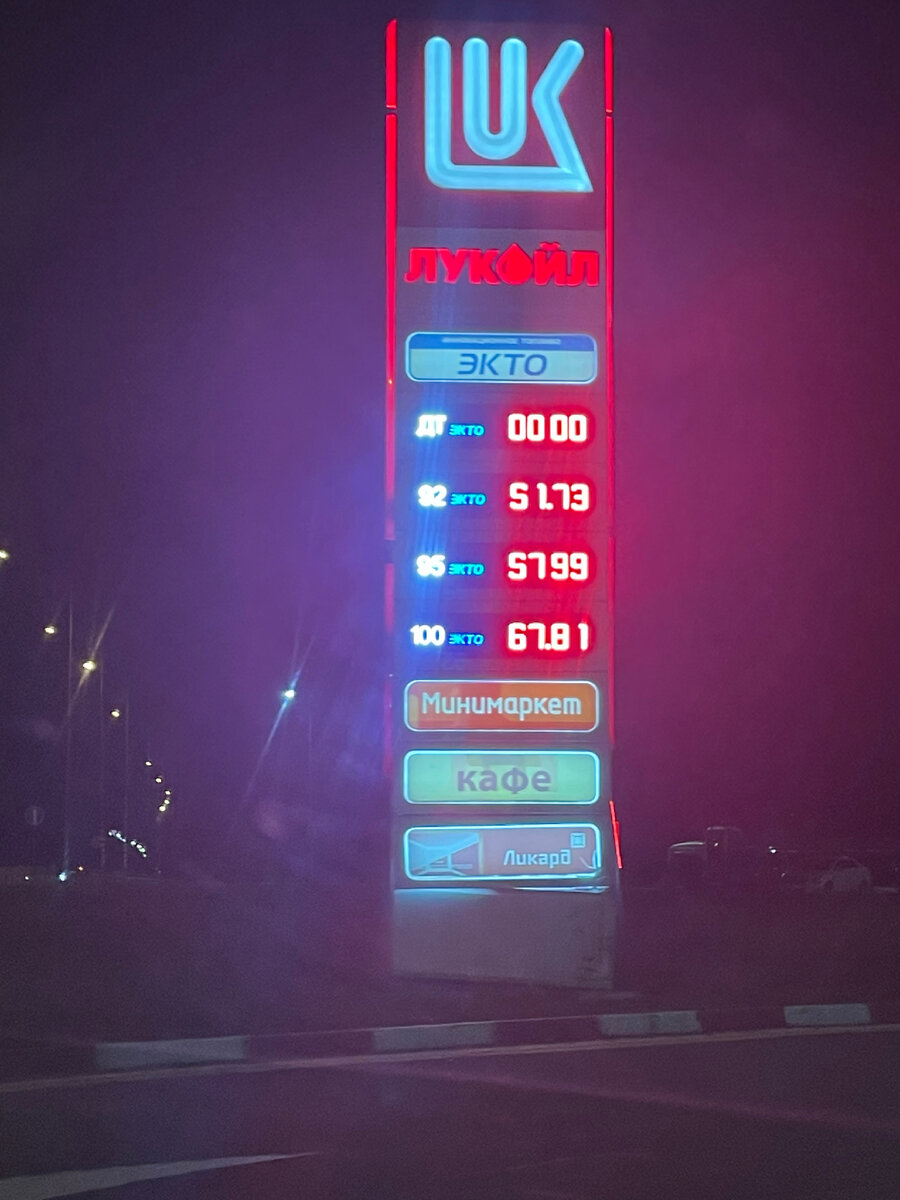 LUK
ЛУКОЙЛ
ЭКТО
ДТ ЭКТО 00 00
92 ЭКТО 51.73
95 ЭКТО 57 99
100 ЭКТО 67.81
Минимаркет
кафе
Ликард